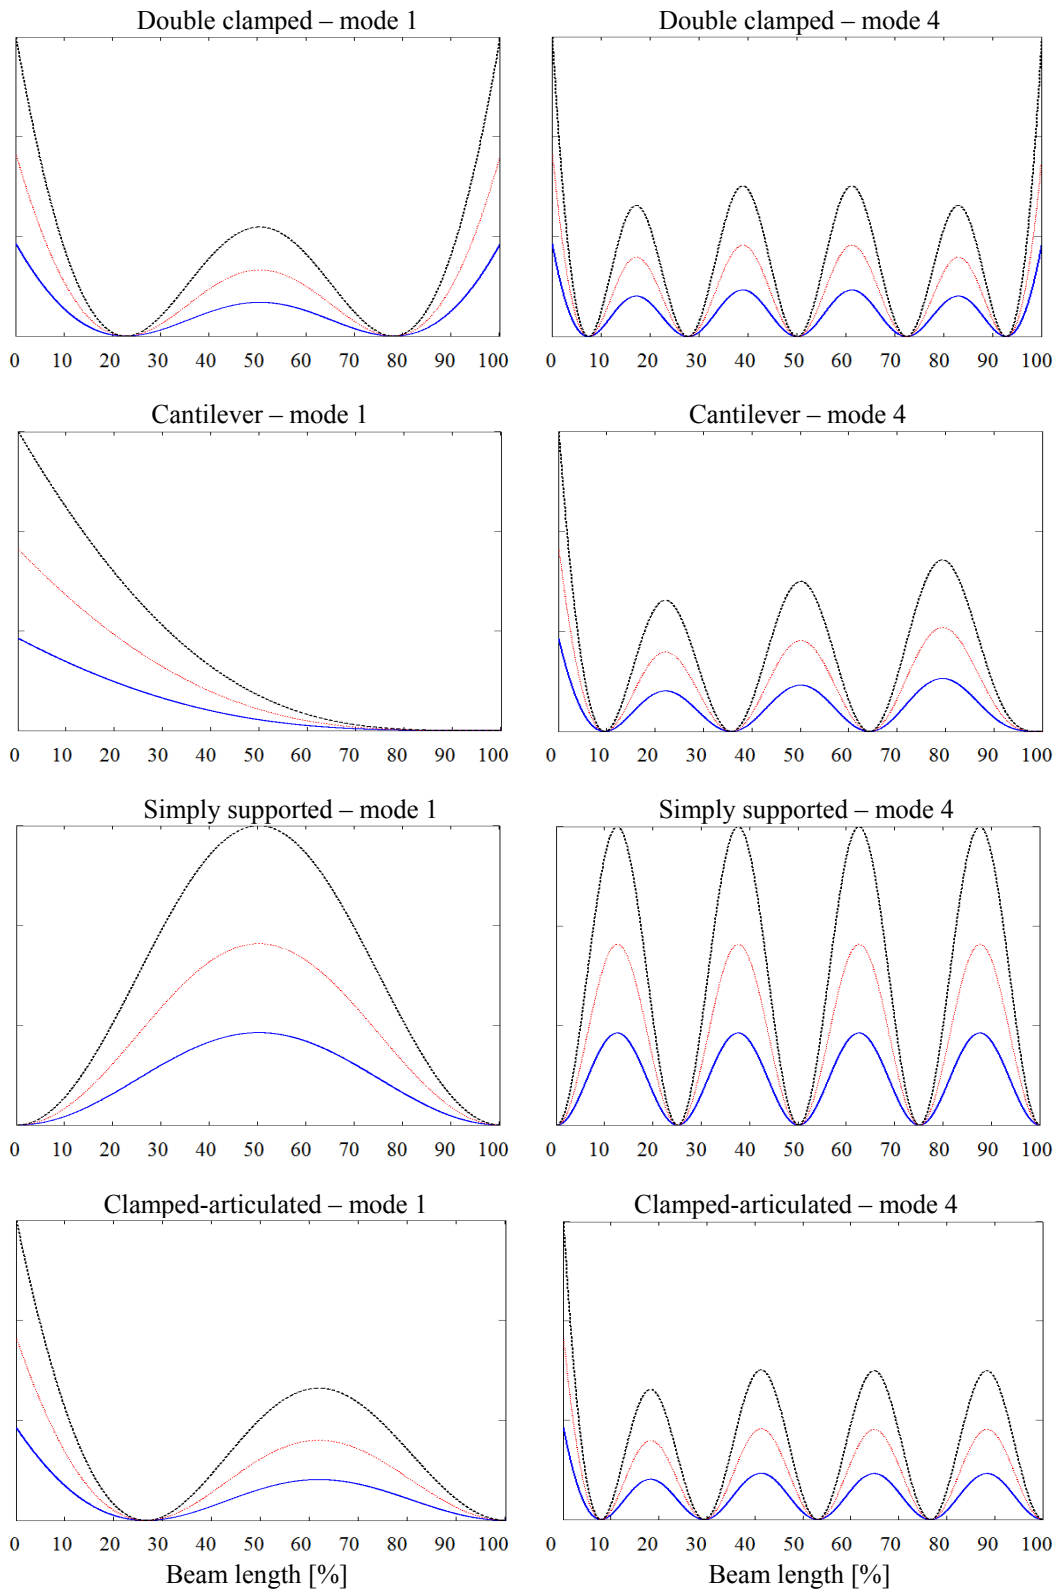 Double clamped – mode 1
Double clamped – mode 4
0 10 20 30 40 50 60 70 80 90 100
0 10 20 30 40 50 60 70 80 90 100
Cantilever – mode 1
Cantilever – mode 4
0 10 20 30 40 50 60 70 80 90 100
0 10 20 30 40 50 60 70 80 90 100
Simply supported – mode 1
Simply supported – mode 4
0 10 20 30 40 50 60 70 80 90 100
0 10 20 30 40 50 60 70 80 90 100
Clamped-articulated – mode 1
Clamped-articulated – mode 4
0 10 20 30 40 50 60 70 80 90 100
0 10 20 30 40 50 60 70 80 90 100
Beam length [%]
Beam length [%]